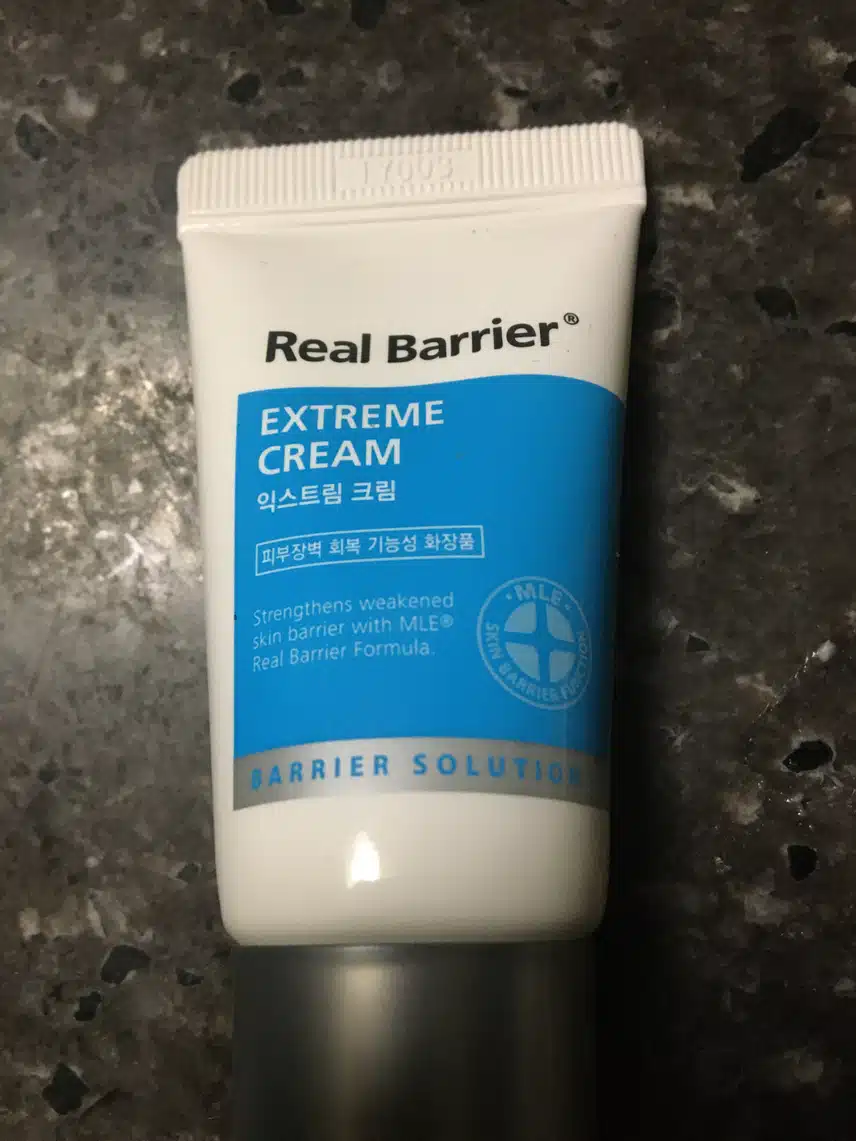 17003
Real Barrier®
EXTREME
CREAM
익스트림 크림
피부장벽 회복 기능성 화장품
Strengthens weakened
skin barrier with MLE®
Real Barrier Formula.
·MLE·
SKIN BARRIER FUNCTION
BARRIER SOLUTION